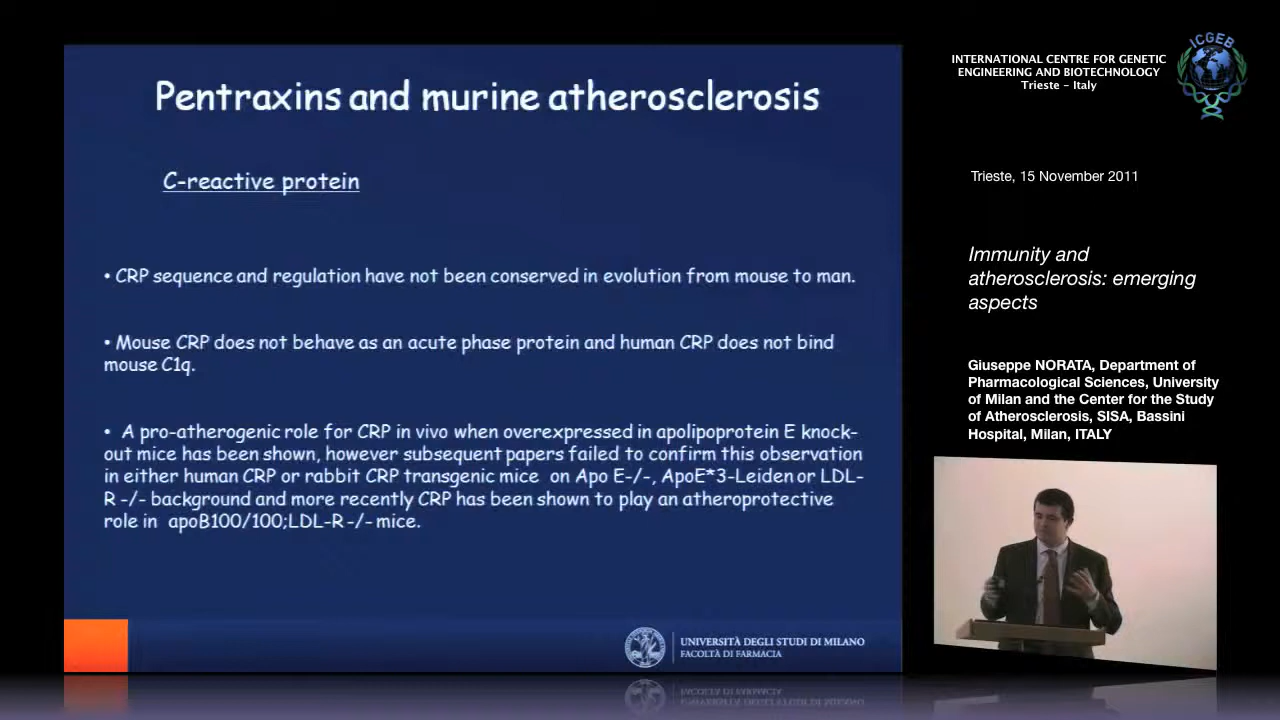 Pentraxins and murine atherosclerosis
C-reactive protein
• CRP sequence and regulation have not been conserved in evolution from mouse to man.
• Mouse CRP does not behave as an acute phase protein and human CRP does not bind
mouse C1q.
• A pro-atherogenic role for CRP in vivo when overexpressed in apolipoprotein E knock-
out mice has been shown, however subsequent papers failed to confirm this observation
in either human CRP or rabbit CRP transgenic mice on Apo E-/-, ApoE*3-Leiden or LDL-
R -/- background and more recently CRP has been shown to play an atheroprotective
role in apoB100/100;LDL-R -/- mice.
UNIVERSITÀ DEGLI STUDI DI MILANO
FACOLTÀ DI FARMACIA
INTERNATIONAL CENTRE FOR GENETIC
ENGINEERING AND BIOTECHNOLOGY
Trieste - Italy
ICGEB
Trieste, 15 November 2011
Immunity and
atherosclerosis: emerging
aspects
Giuseppe NORATA, Department of
Pharmacological Sciences, University
of Milan and the Center for the Study
of Atherosclerosis, SISA, Bassini
Hospital, Milan, ITALY